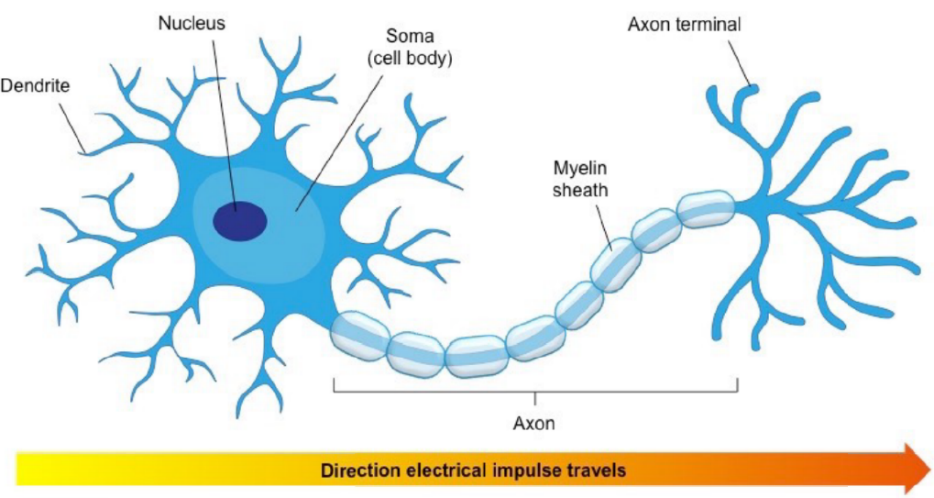 Nucleus
Soma
(cell body)
Axon terminal
Dendrite
Myelin
sheath
Axon
Direction electrical impulse travels